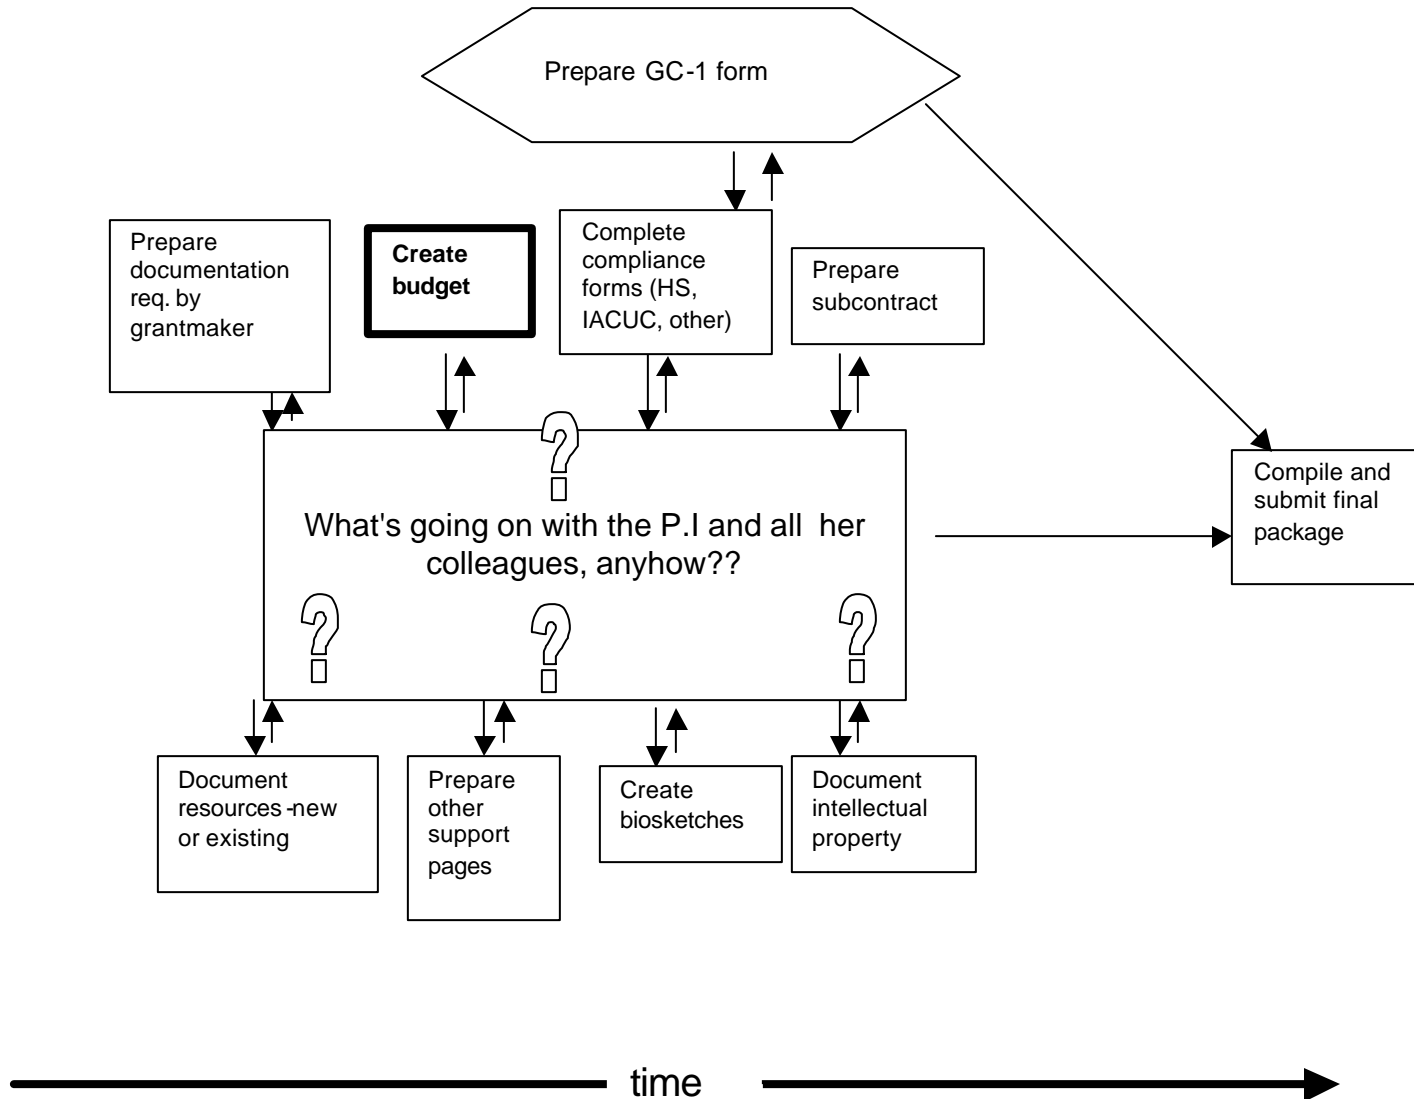 Prepare GC-1 form
Prepare
documentation
req. by
grantmaker
Create
budget
Complete
compliance
forms (HS,
IACUC, other)
Prepare
subcontract
?
What's going on with the P.I and all her
colleagues, anyhow??
? ? ?
Compile and
submit final
package
Document
resources-new
or existing
Prepare
other
support
pages
Create
biosketches
Document
intellectual
property
time